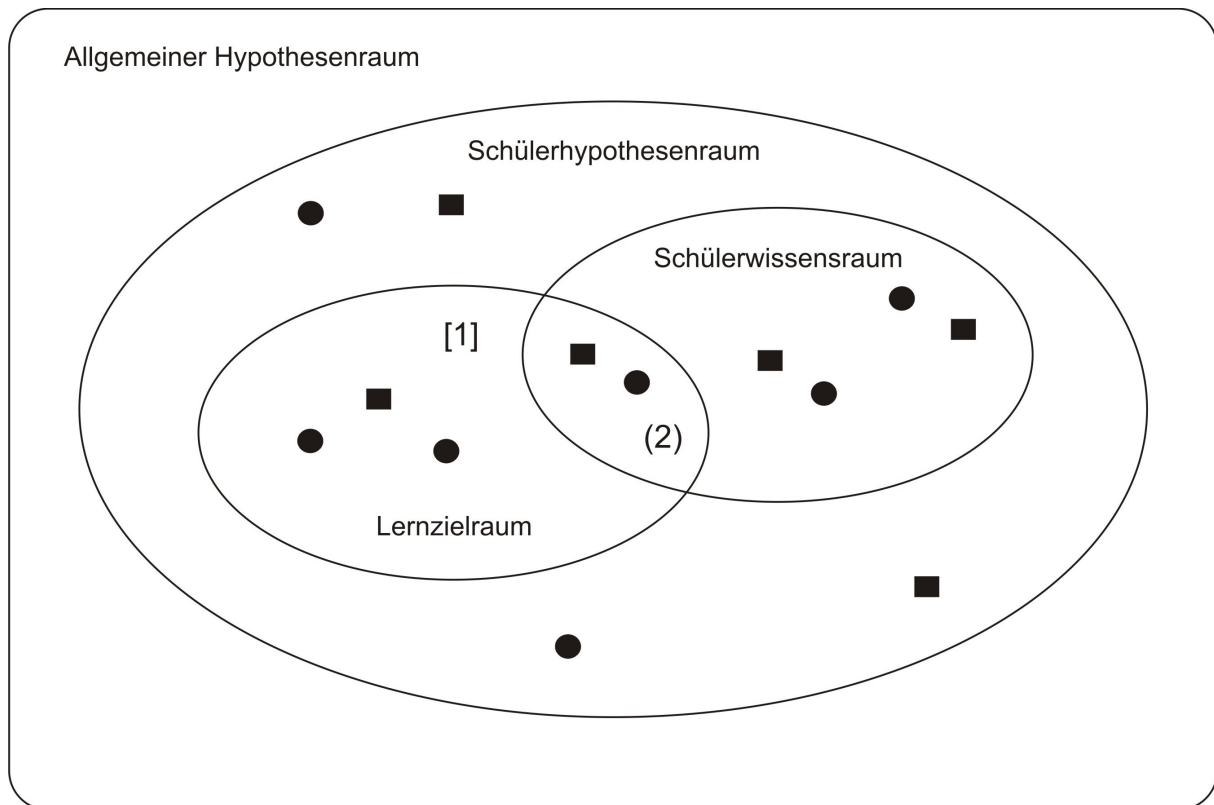 Allgemeiner Hypothesenraum
Schülerhypothesenraum
Schülerwissensraum
[1]
(2)
Lernzielraum